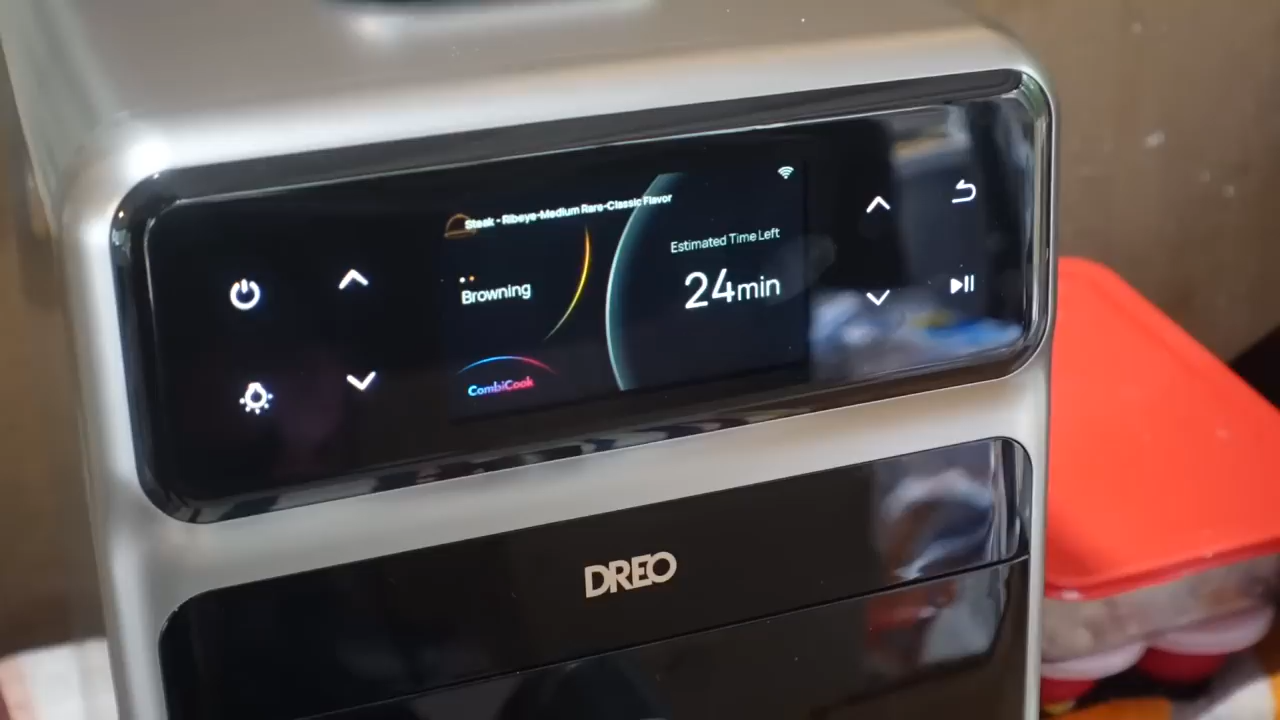 Steak - Ribeye-Medium Rare-Classic Flavor
Browning
CombiCook
Estimated Time Left
24min
DREO